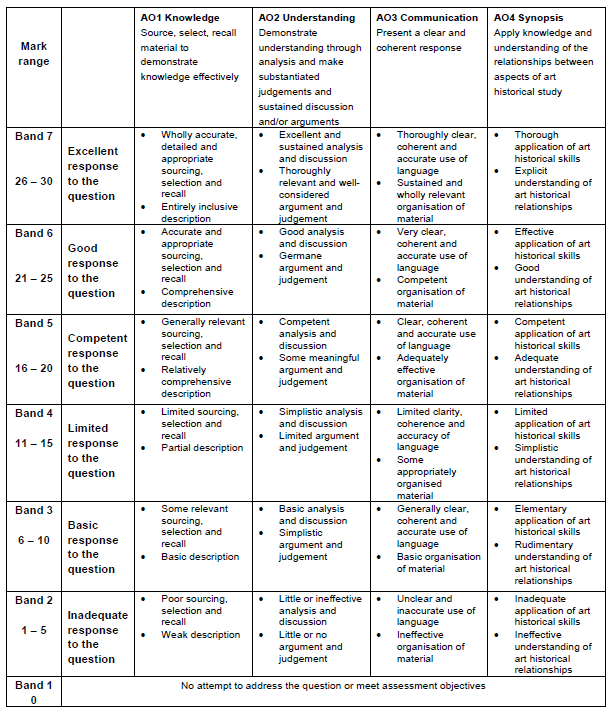 Mark
range
AO1 Knowledge
Source, select, recall
material to
demonstrate
knowledge effectively
AO2 Understanding
Demonstrate
understanding through
analysis and make
substantiated
judgements and
sustained discussion
and/or arguments
AO3 Communication
Present a clear and
coherent response
AO4 Synopsis
Apply knowledge and
understanding of the
relationships between
aspects of art
historical study
Band 7
26 – 30
Excellent
response
to the
question
• Wholly accurate,
detailed and
appropriate
sourcing,
selection and
recall
• Entirely inclusive
description
• Excellent and
sustained analysis
and discussion
• Thoroughly
relevant and well-
considered
argument and
judgement
• Thoroughly clear,
coherent and
accurate use of
language
• Sustained and
wholly relevant
organisation of
material
• Thorough
application of art
historical skills
• Explicit
understanding of
art historical
relationships
Band 6
21 – 25
Good
response
to the
question
• Accurate and
appropriate
sourcing,
selection and
recall
• Comprehensive
description
• Good analysis
and discussion
• Germane
argument and
judgement
• Very clear,
coherent and
accurate use of
language
• Competent
organisation of
material
• Effective
application of art
historical skills
• Good
understanding of
art historical
relationships
Band 5
16 – 20
Competent
response
to the
question
• Generally relevant
sourcing,
selection and
recall
• Relatively
comprehensive
description
• Competent
analysis and
discussion
• Some meaningful
argument and
judgement
• Clear, coherent
and accurate use
of language
• Adequately
effective
organisation of
material
• Competent
application of art
historical skills
• Adequate
understanding of
art historical
relationships
Band 4
11 – 15
Limited
response
to the
question
• Limited sourcing,
selection and
recall
• Partial description
• Simplistic analysis
and discussion
• Limited argument
and judgement
• Limited clarity,
coherence and
accuracy of
language
• Some
appropriately
organised
material
• Limited
application of art
historical skills
• Simplistic
understanding of
art historical
relationships
Band 3
6 – 10
Basic
response
to the
question
• Some relevant
sourcing,
selection and
recall
• Basic description
• Basic analysis
and discussion
• Simplistic
argument and
judgement
• Generally clear,
coherent and
accurate use of
language
• Basic organisation
of material
• Elementary
application of art
historical skills
• Rudimentary
understanding of
art historical
relationships
Band 2
1 – 5
Inadequate
response
to the
question
• Poor sourcing,
selection and
recall
• Weak description
• Little or ineffective
analysis and
discussion
• Little or no
argument and
judgement
• Unclear and
inaccurate use of
language
• Ineffective
organisation of
material
• Inadequate
application of art
historical skills
• Ineffective
understanding of
art historical
relationships
Band 1
0
No attempt to address the question or meet assessment objectives